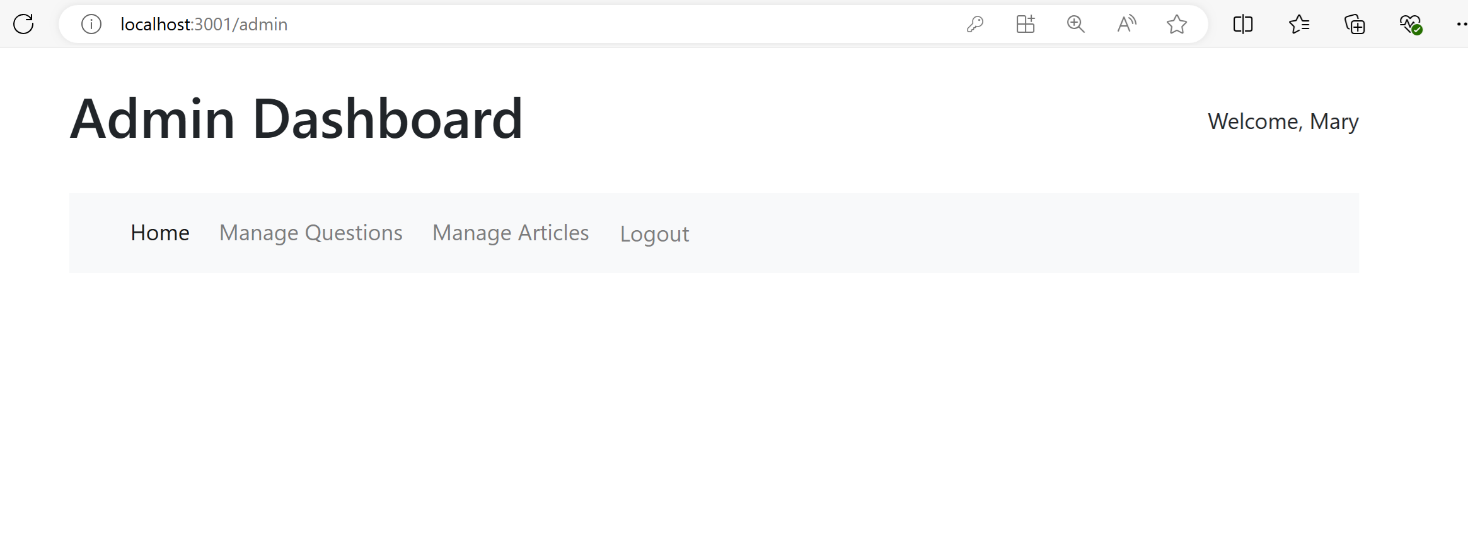 localhost:3001/admin
Admin Dashboard
Welcome, Mary
Home Manage Questions Manage Articles Logout